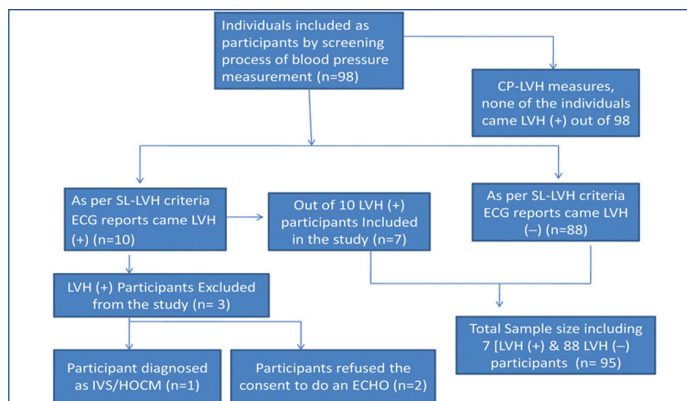 Individuals included as
participants by screening
process of blood pressure
measurement (n=98)
CP-LVH measures,
none of the individuals
came LVH (+) out of 98
As per SL-LVH criteria
ECG reports came LVH
(+) (n=10)
Out of 10 LVH (+)
participants Included
in the study (n=7)
As per SL-LVH criteria
ECG reports came LVH
(−) (n=88)
LVH (+) Participants Excluded
from the study (n= 3)
Total Sample size including
7 [LVH (+) & 88 LVH (−)
participants (n= 95)
Participant diagnosed
as IVS/HOCM (n=1)
Participants refused the
consent to do an ECHO (n=2)